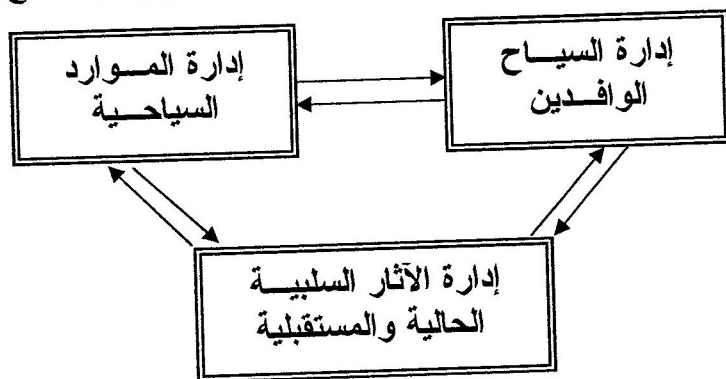 إدارة السياح
الوافدين
إدارة الموارد
السياحية
إدارة الآثار السلبية
الحالية والمستقبلية